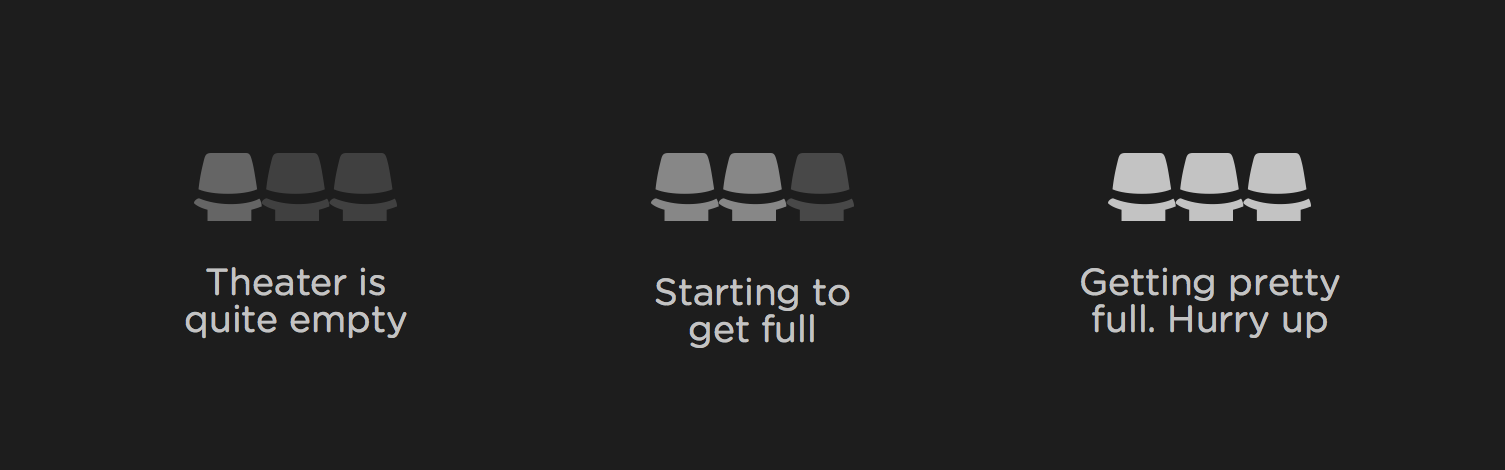 Theater is
quite empty
Starting to
get full
Getting pretty
full. Hurry up